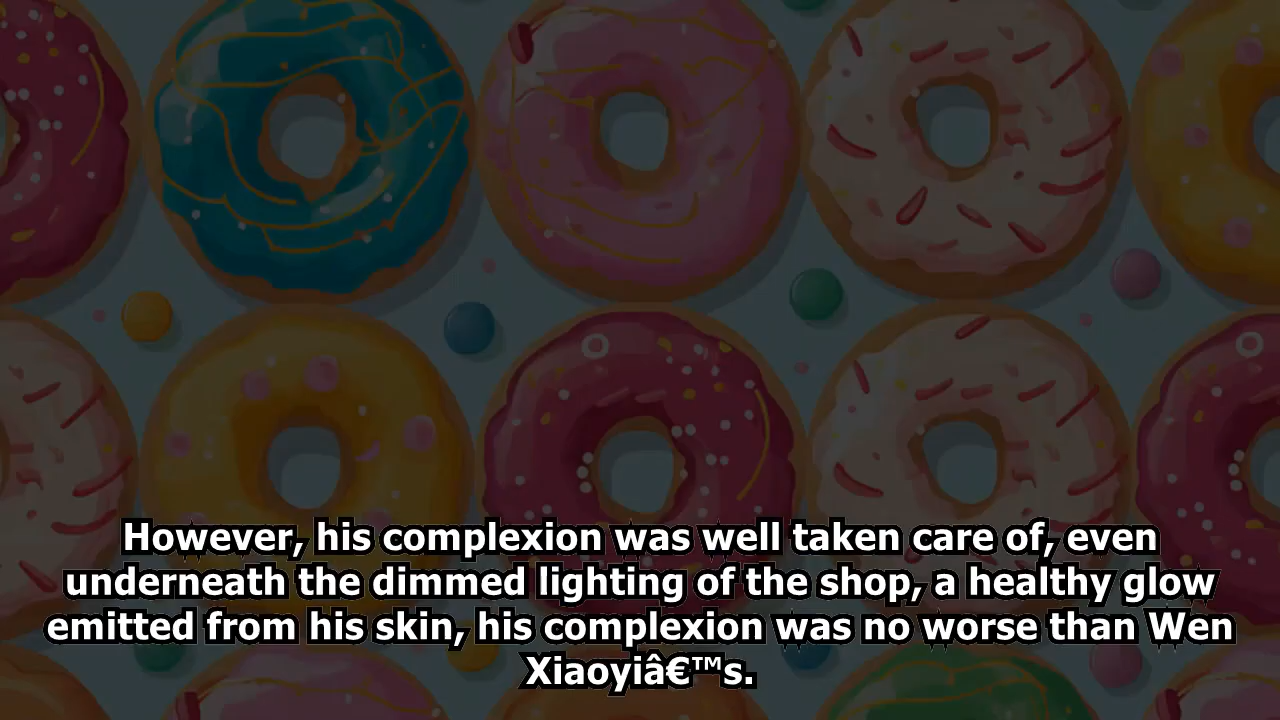 However, his complexion was well taken care of, even
underneath the dimmed lighting of the shop, a healthy glow
emitted from his skin, his complexion was no worse than Wen
Xiaoyiâ€™s.